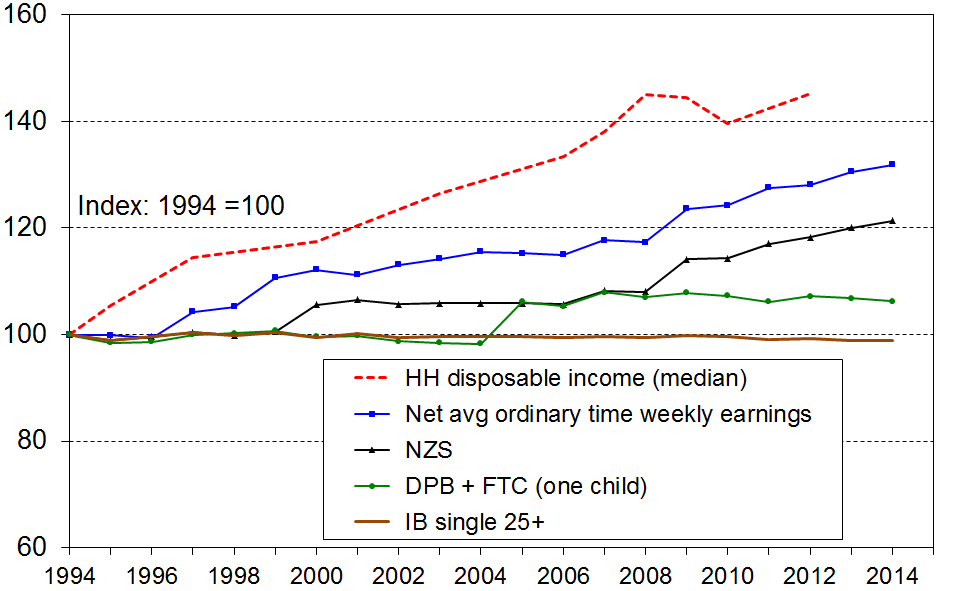 160
140
Index: 1994 =100
120
100
80
60
HH disposable income (median)
Net avg ordinary time weekly earnings
NZS
DPB + FTC (one child)
IB single 25+
1994 1996 1998 2000 2002 2004 2006 2008 2010 2012 2014